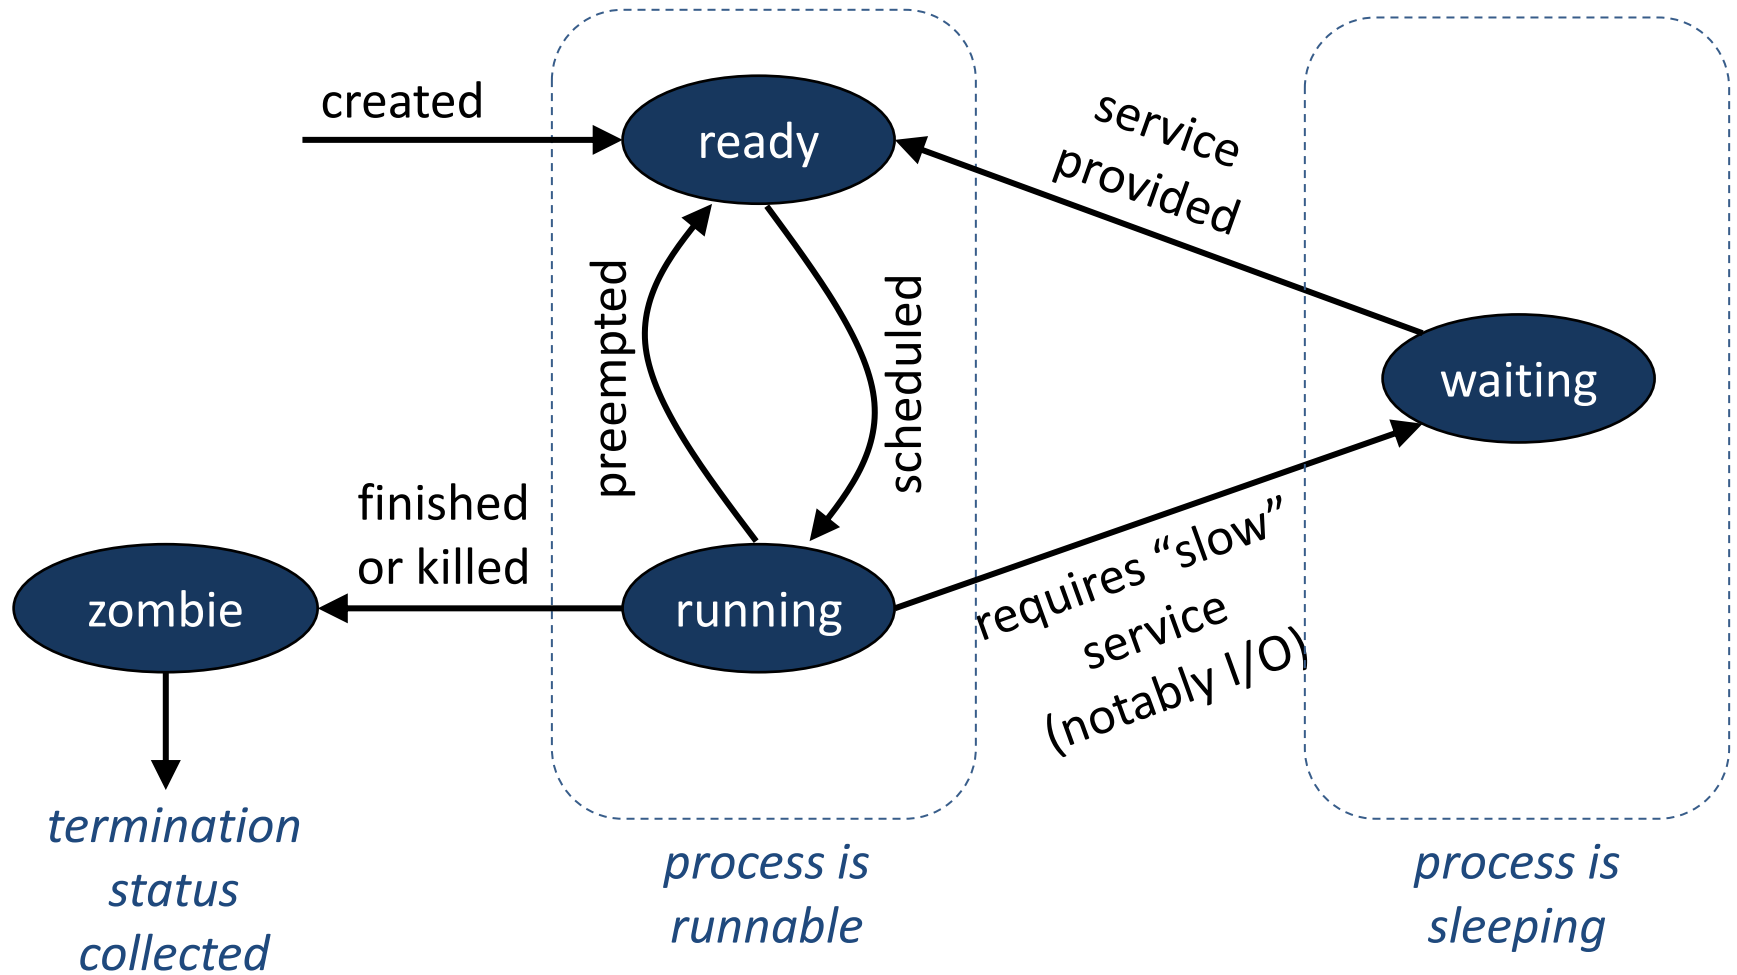 created
ready
service
provided
preempted
scheduled
waiting
finished
or killed
zombie
running
requires “slow”
service
(notably I/O)
termination
status
collected
process is
runnable
process is
sleeping